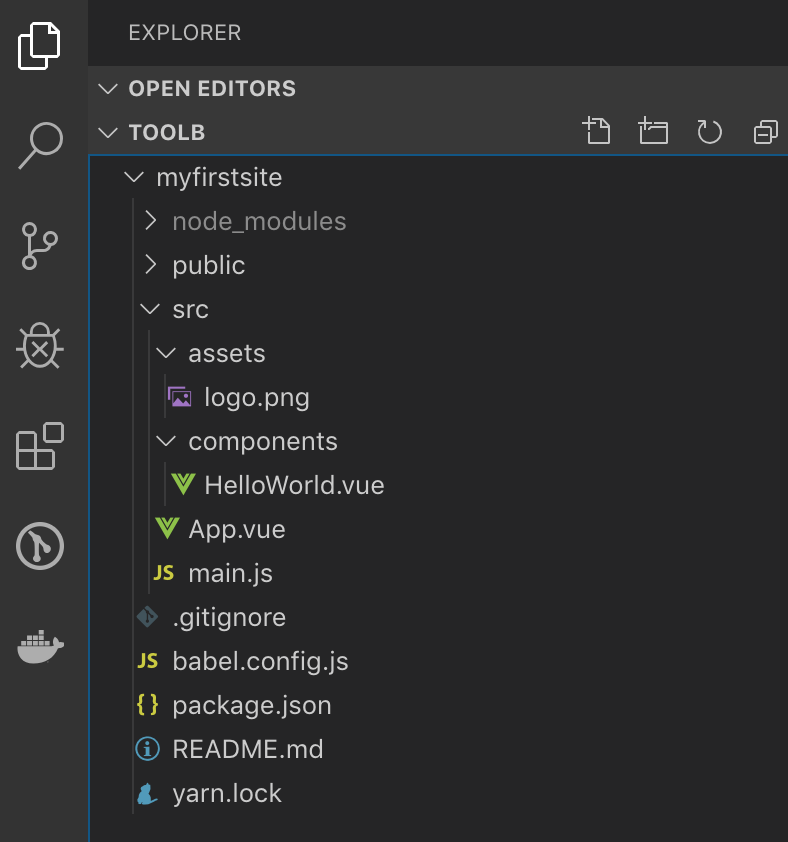 EXPLORER
OPEN EDITORS
TOOLB
myfirstsite
node_modules
public
src
assets
logo.png
components
HelloWorld.vue
App.vue
JS main.js
.gitignore
JS babel.config.js
{} package.json
README.md
yarn.lock